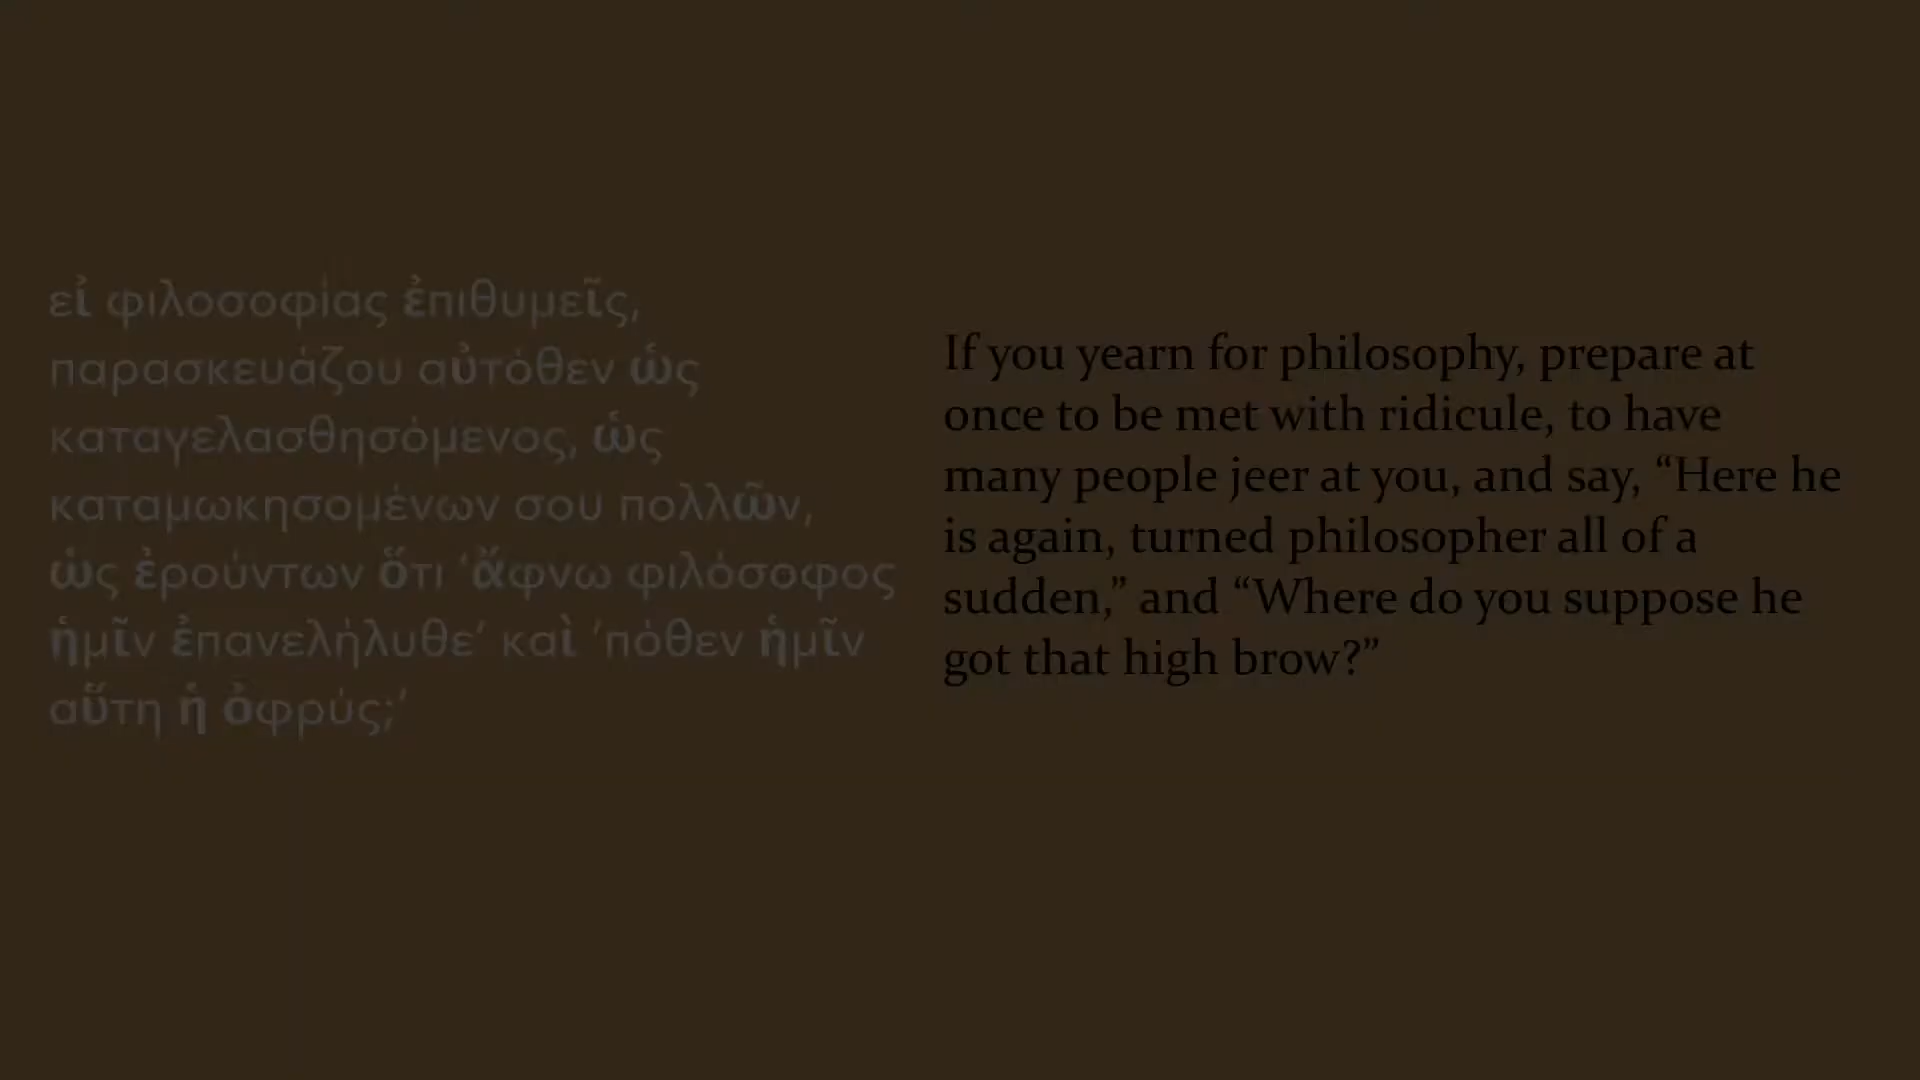 εἰ φιλοσοφίας ἐπιθυμεῖς,
παρασκευάζου αὐτόθεν ὡς
καταγελασθησόμενος, ὡς
καταμωκησομένων σου πολλῶν,
ὡς ἐρούντων ὅτι ‘ἄφνω φιλόσοφος
ἡμῖν ἐπανελήλυθε’ καὶ ’πόθεν ἡμῖν
αὕτη ἡ ὀφρύς;’
If you yearn for philosophy, prepare at
once to be met with ridicule, to have
many people jeer at you, and say, “Here he
is again, turned philosopher all of a
sudden,” and “Where do you suppose he
got that high brow?”